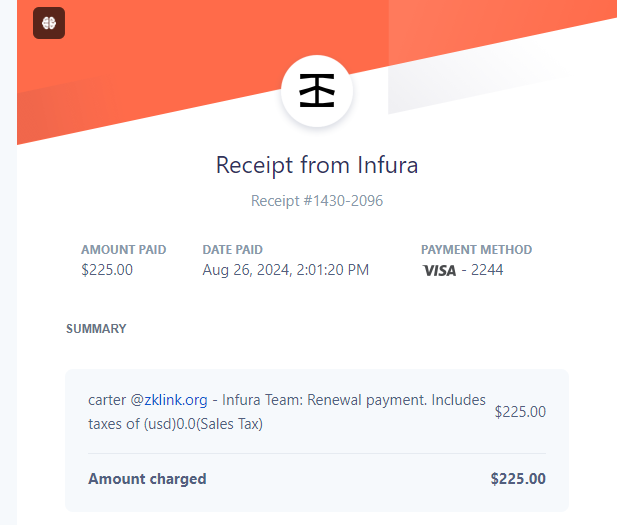 Receipt from Infura
Receipt #1430-2096
AMOUNT PAID
$225.00
DATE PAID
Aug 26, 2024, 2:01:20 PM
PAYMENT METHOD
VISA - 2244
SUMMARY
carter @zklink.org - Infura Team: Renewal payment. Includes
taxes of (usd)0.0(Sales Tax)
$225.00
Amount charged
$225.00